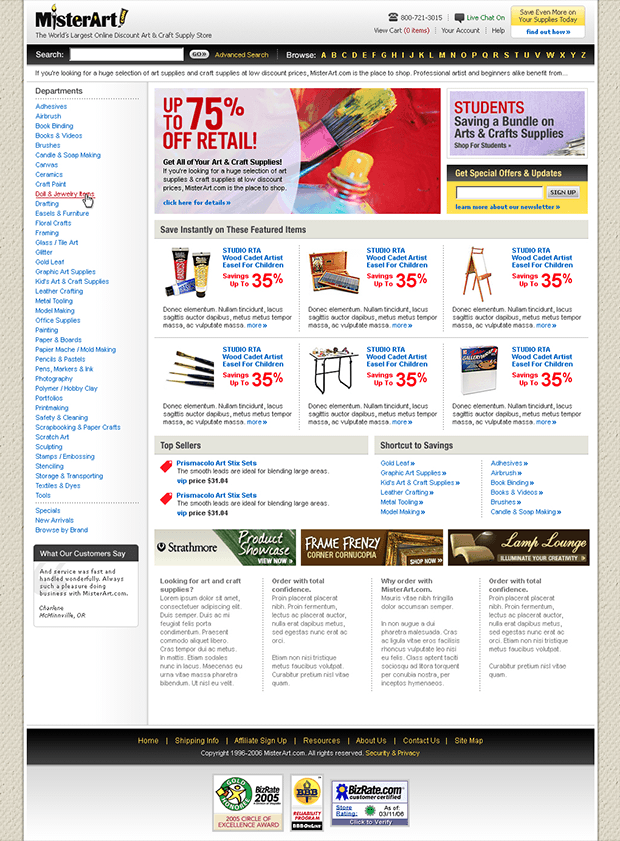 MisterArt!
The World's Largest Online Discount Art & Craft Supply Store
800-721-3015 | Live Chat On
View Cart (0 items) | Your Account | Help
Save Even More on
Your Supplies Today
find out how »
Search: GO» Advanced Search Browse: A B C D E F G H I J K L M N O P Q R S T U V W X Y Z
If you're looking for a huge selection of art supplies and craft supplies at low discount prices, MisterArt.com is the place to shop. Professional artist and beginners alike benefit from...
Departments
Adhesives
Airbrush
Book Binding
Books & Videos
Brushes
Candle & Soap Making
Canvas
Ceramics
Craft Paint
Doll & Jewelry Items
Drafting
Easels & Furniture
Floral Crafts
Framing
Glass / Tile Art
Glitter
Gold Leaf
Graphic Art Supplies
Kid's Art & Craft Supplies
Leather Crafting
Metal Tooling
Model Making
Office Supplies
Painting
Paper & Boards
Papier Mache / Mold Making
Pencils & Pastels
Pens, Markers & Ink
Photography
Polymer / Hobby Clay
Portfolios
Printmaking
Safety & Cleaning
Scrapbooking & Paper Crafts
Scratch Art
Sculpting
Stamps / Embossing
Stenciling
Storage & Transporting
Textiles & Dyes
Tools
Specials
New Arrivals
Browse by Brand
What Our Customers Say
And service was fast and
handled wonderfully. Always
such a pleasure doing
business with MisterArt.com.
Charlene
McMinnville, OR
UP TO 75%
OFF RETAIL!
Get All of Your Art & Craft Supplies!
If you're looking for a huge selection of art
supplies and craft supplies at low discount
prices, MisterArt.com is the place to shop.
click here for details »
STUDENTS
Saving a Bundle on
Arts & Crafts Supplies
Shop For Students »
Get Special Offers & Updates
SIGN UP
learn more about our newsletter »
Save Instantly on These Featured Items
STUDIO RTA
Wood Cadet Artist
Easel For Children
Savings Up To 35%
Donec elementum. Nullam tincidunt, lacus
sagittis auctor dapibus, metus metus tempor
massa, ac vulputate massa. more »
STUDIO RTA
Wood Cadet Artist
Easel For Children
Savings Up To 35%
Donec elementum. Nullam tincidunt, lacus
sagittis auctor dapibus, metus metus tempor
massa, ac vulputate massa. more »
STUDIO RTA
Wood Cadet Artist
Easel For Children
Savings Up To 35%
Donec elementum. Nullam tincidunt, lacus
sagittis auctor dapibus, metus metus tempor
massa, ac vulputate massa. more »
STUDIO RTA
Wood Cadet Artist
Easel For Children
Savings Up To 35%
Donec elementum. Nullam tincidunt, lacus
sagittis auctor dapibus, metus metus tempor
massa, ac vulputate massa. more »
STUDIO RTA
Wood Cadet Artist
Easel For Children
Savings Up To 35%
Donec elementum. Nullam tincidunt, lacus
sagittis auctor dapibus, metus metus tempor
massa, ac vulputate massa. more »
STUDIO RTA
Wood Cadet Artist
Easel For Children
Savings Up To 35%
Donec elementum. Nullam tincidunt, lacus
sagittis auctor dapibus, metus metus tempor
massa, ac vulputate massa. more »
Top Sellers
Prismacolo Art Stix Sets
The smooth leads are ideal for blending large areas.
vip price $31.04
Prismacolo Art Stix Sets
The smooth leads are ideal for blending large areas.
vip price $31.04
Shortcut to Savings
Gold Leaf »
Graphic Art Supplies »
Kid's Art & Craft Supplies »
Leather Crafting »
Metal Tooling »
Model Making »
Adhesives »
Airbrush »
Book Binding »
Books & Videos »
Brushes »
Candle & Soap Making »
Strathmore
Product
Showcase
VIEW NOW »
FRAME FRENZY
CORNER CORNUCOPIA
SHOP NOW »
Lamp Lounge
ILLUMINATE YOUR CREATIVITY »
Looking for art and craft
supplies?
Lorem ipsum dolor sit amet,
consectetuer adipiscing elit.
Duis semper. Duis ac mi
feugiat felis porta
condimentum. Praesent
commodo aliquet libero.
Cras tempor dui ac metus.
In mattis. Etiam sodales
nunc in lacus. Maecenas eu
urna vitae massa pharetra
bibendum. Ut nisl eu velit.
Order with total
confidence.
Proin placerat placerat
nibh. Proin fermentum,
lectus ac placerat auctor,
nulla erat ornare nulla,
sed egestas nunc erat ac
orci.
Etiam non nisi tristique
metus faucibus volutpat.
Curabitur pretium nisl vitae
quam.
Why order with
MisterArt.com.
Mauris vitae nibh fringilla
dolor accumsan semper.
In non augue a dui
pharetra malesuada. Cras
ac ligula vitae eros facilisis
rhoncus vulputate leo nisi
eu felis. Class aptent taciti
sociosqu ad litora torquent
per conubia nostra, per
inceptos hymenaeos.
Order with total
confidence.
Proin placerat placerat
nibh. Proin fermentum,
lectus ac placerat auctor,
nulla erat ornare nulla,
sed egestas nunc erat ac
orci.
Etiam non nisi tristique
metus faucibus volutpat.
Curabitur pretium nisl vitae
quam.
Home | Shipping Info | Affiliate Sign Up | Resources | About Us | Contact Us | Site Map
Copyright 1996-2006 MisterArt.com. All rights reserved. Security & Privacy
GOLD HONOREE
BizRate
2005
2005 CIRCLE OF
EXCELLENCE AWARD
BBB
RELIABILITY
PROGRAM
BBBOnLine
BizRate.com
customer certified
Store
Rating:
As of:
03/11/06
Click to Verify